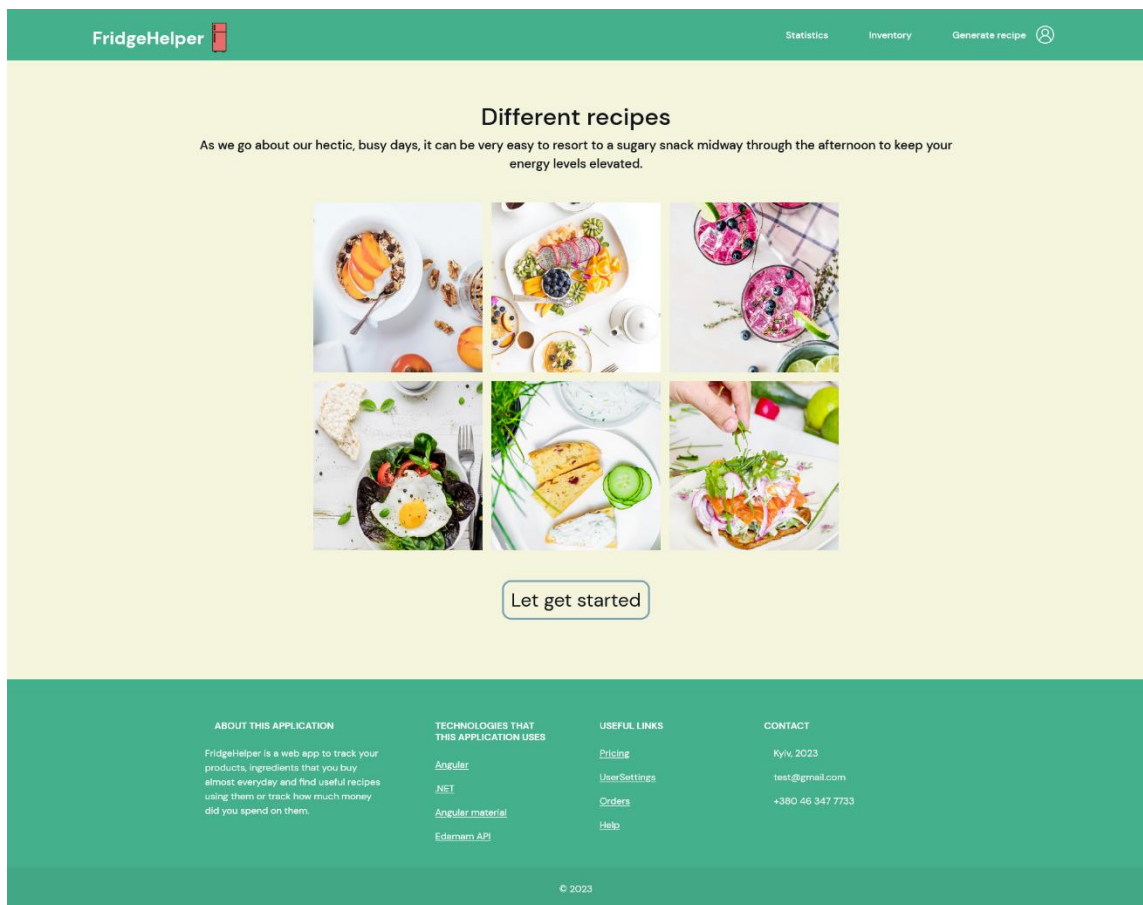 FridgeHelper
Statistics
Inventory
Generate recipe
Different recipes
As we go about our hectic, busy days, it can be very easy to resort to a sugary snack midway through the afternoon to keep your
energy levels elevated.
Let get started
ABOUT THIS APPLICATION
FridgeHelper is a web app to track your
products, ingredients that you buy
almost everyday and find useful recipes
using them or track how much money
did you spend on them.
TECHNOLOGIES THAT
THIS APPLICATION USES
Angular
.NET
Angular material
Edamam API
USEFUL LINKS
Pricing
UserSettings
Orders
Help
CONTACT
Kyiv, 2023
test@gmail.com
+380 46 347 7733
© 2023